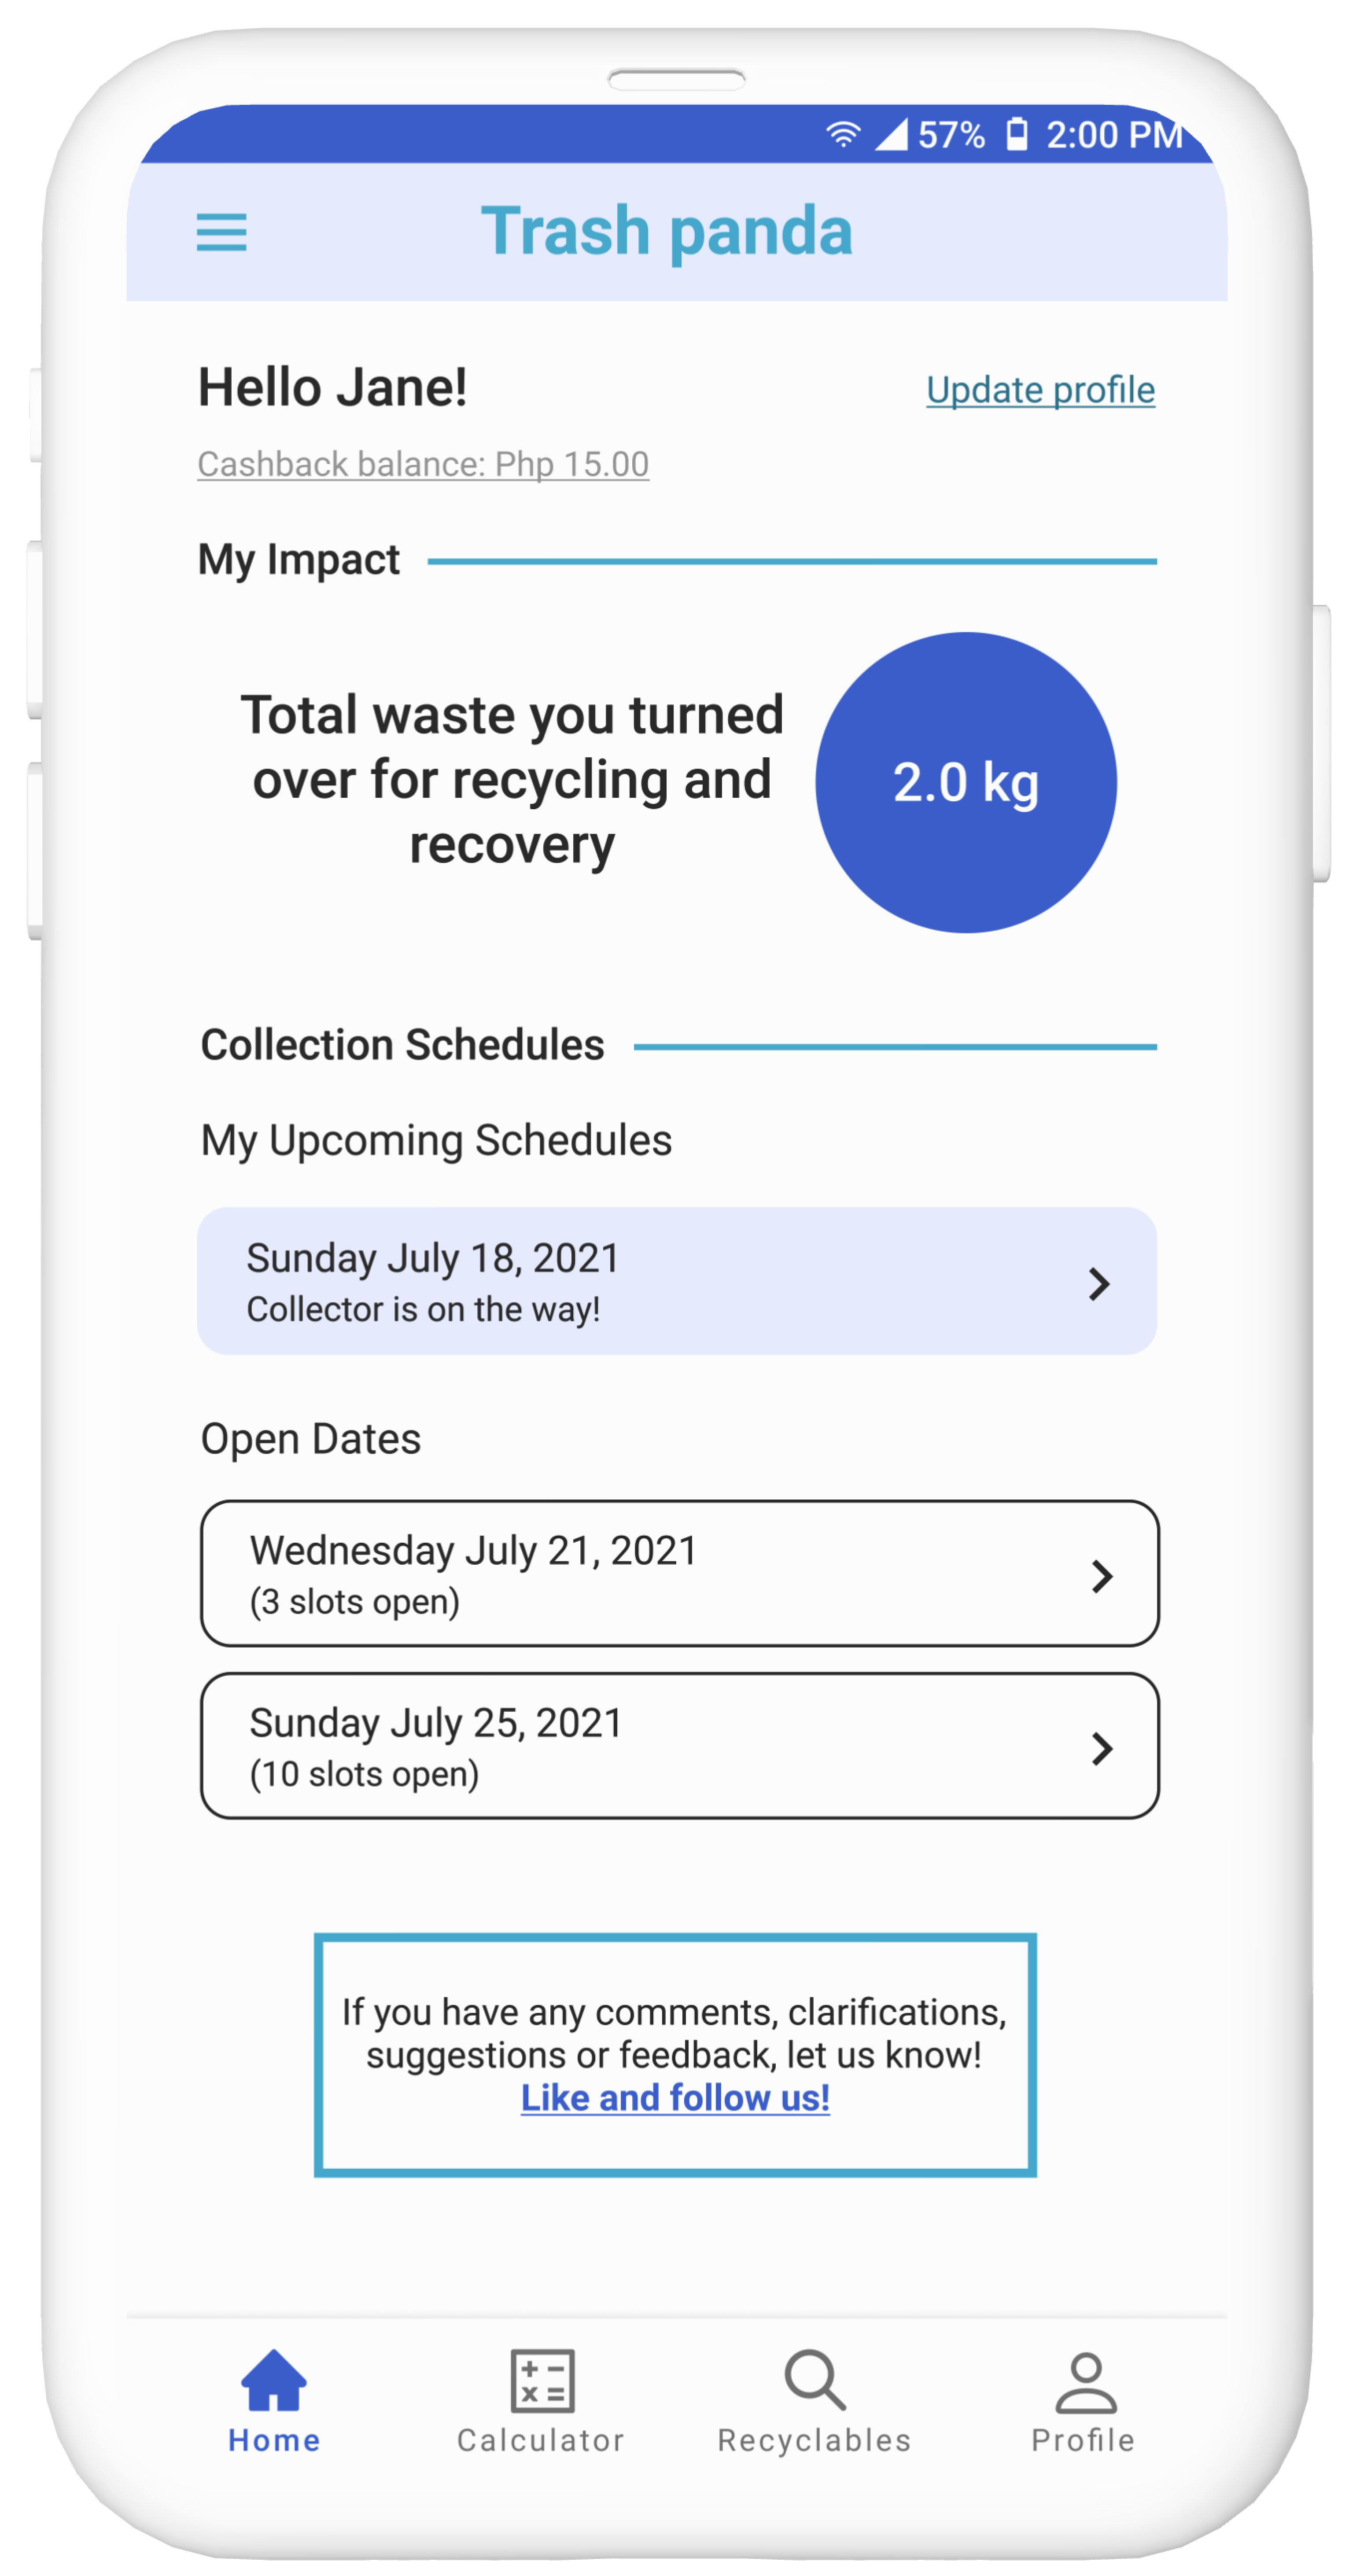 57% 2:00 PM
Trash panda
Hello Jane!
Update profile
Cashback balance: Php 15.00
My Impact
Total waste you turned
over for recycling and
recovery
2.0 kg
Collection Schedules
My Upcoming Schedules
Sunday July 18, 2021
Collector is on the way!
Open Dates
Wednesday July 21, 2021
(3 slots open)
Sunday July 25, 2021
(10 slots open)
If you have any comments, clarifications,
suggestions or feedback, let us know!
Like and follow us!
Home
Calculator
Recyclables
Profile